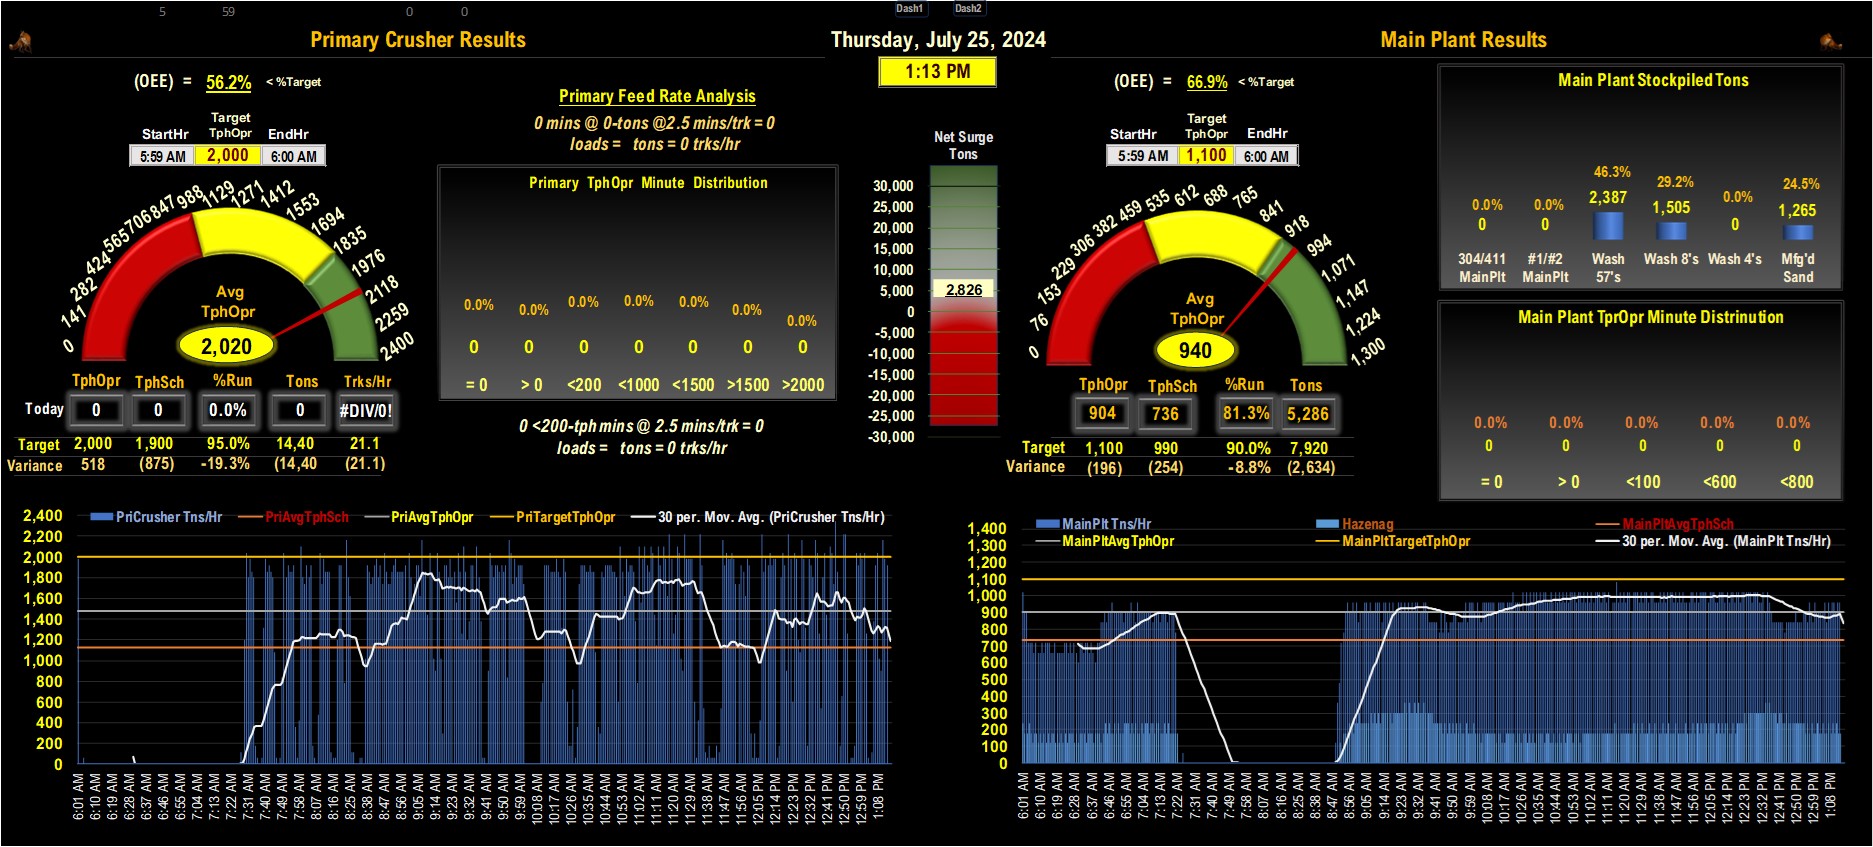 5 59 0 0 Dash1 Dash2
Primary Crusher Results
Thursday, July 25, 2024
Main Plant Results
1:13 PM
(OEE) = 56.2% < %Target
Target
StartHr TphOpr EndHr
5:59 AM 2,000 6:00 AM
0 141 282 424 565 706 847 988 1129 1271 1412 1553 1694 1835 1976 2118 2259 2400
Avg
TphOpr
2,020
TphOpr TphSch %Run Tons Trks/Hr
Today 0 0 0.0% 0 #DIV/0!
Target 2,000 1,900 95.0% 14,40 21.1
Variance 518 (875) -19.3% (14,40 (21.1)
Primary Feed Rate Analysis
0 mins @ 0-tons @2.5 mins/trk = 0
loads = tons = 0 trks/hr
Primary TphOpr Minute Distribution
0.0% 0.0% 0.0% 0.0% 0.0% 0.0% 0.0%
0 0 0 0 0 0 0
= 0 > 0 <200 <1000 <1500 >1500 >2000
0 <200-tph mins @ 2.5 mins/trk = 0
loads = tons = 0 trks/hr
Net Surge
Tons
30,000
25,000
20,000
15,000
10,000
5,000
2,826
0
-5,000
-10,000
-15,000
-20,000
-25,000
-30,000
(OEE) = 66.9% < %Target
Target
StartHr TphOpr EndHr
5:59 AM 1,100 6:00 AM
0 76 153 229 306 382 459 535 612 688 765 841 918 994 1,071 1,147 1,224 1,300
Avg
TphOpr
940
TphOpr TphSch %Run Tons
904 736 81.3% 5,286
Target 1,100 990 90.0% 7,920
Variance (196) (254) -8.8% (2,634)
Main Plant Stockpiled Tons
0.0% 0.0% 46.3% 29.2% 0.0% 24.5%
0 0 2,387 1,505 0 1,265
304/411 #1/#2 Wash Wash 8's Wash 4's Mfg'd
MainPlt MainPlt 57's Sand
Main Plant TprOpr Minute Distrinution
0.0% 0.0% 0.0% 0.0% 0.0%
0 0 0 0 0
= 0 > 0 <100 <600 <800
PriCrusher Tns/Hr PriAvgTphSch PriAvgTphOpr PriTargetTphOpr 30 per. Mov. Avg. (PriCrusher Tns/Hr)
2,400
2,200
2,000
1,800
1,600
1,400
1,200
1,000
800
600
400
200
0
6:01 AM 6:10 AM 6:19 AM 6:28 AM 6:37 AM 6:46 AM 6:55 AM 7:04 AM 7:13 AM 7:22 AM 7:31 AM 7:40 AM 7:49 AM 7:58 AM 8:07 AM 8:16 AM 8:25 AM 8:38 AM 8:47 AM 8:56 AM 9:05 AM 9:14 AM 9:23 AM 9:32 AM 9:41 AM 9:50 AM 9:59 AM 10:08 AM 10:17 AM 10:26 AM 10:35 AM 10:44 AM 10:53 AM 11:02 AM 11:11 AM 11:20 AM 11:29 AM 11:38 AM 11:47 AM 11:56 AM 12:05 PM 12:14 PM 12:23 PM 12:32 PM 12:41 PM 12:50 PM 12:59 PM 1:08 PM
MainPlt Tns/Hr Hazenag MainPltAvgTphSch
MainPltAvgTphOpr MainPltTargetTphOpr 30 per. Mov. Avg. (MainPlt Tns/Hr)
1,400
1,300
1,200
1,100
1,000
900
800
700
600
500
400
300
200
100
0
6:01 AM 6:10 AM 6:19 AM 6:28 AM 6:37 AM 6:46 AM 6:55 AM 7:04 AM 7:13 AM 7:22 AM 7:31 AM 7:40 AM 7:49 AM 7:58 AM 8:07 AM 8:16 AM 8:25 AM 8:38 AM 8:47 AM 8:56 AM 9:05 AM 9:14 AM 9:23 AM 9:32 AM 9:41 AM 9:50 AM 9:59 AM 10:08 AM 10:17 AM 10:26 AM 10:35 AM 10:44 AM 10:53 AM 11:02 AM 11:11 AM 11:20 AM 11:29 AM 11:38 AM 11:47 AM 11:56 AM 12:05 PM 12:14 PM 12:23 PM 12:32 PM 12:41 PM 12:50 PM 12:59 PM 1:08 PM